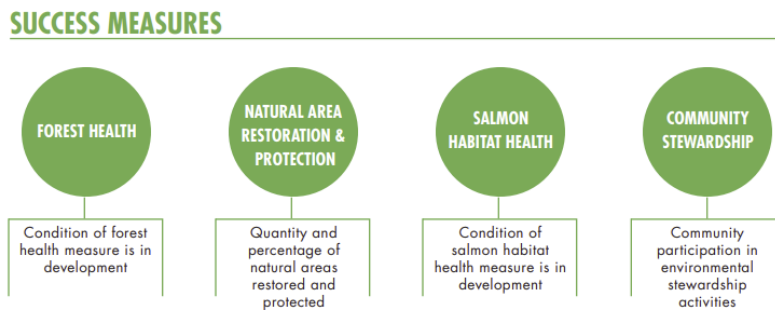 SUCCESS MEASURES
FOREST HEALTH
NATURAL AREA
RESTORATION &
PROTECTION
SALMON
HABITAT HEALTH
COMMUNITY
STEWARDSHIP
Condition of forest
health measure is in
development
Quantity and
percentage of
natural areas
restored and
protected
Condition of
salmon habitat
health measure is in
development
Community
participation in
environmental
stewardship
activities